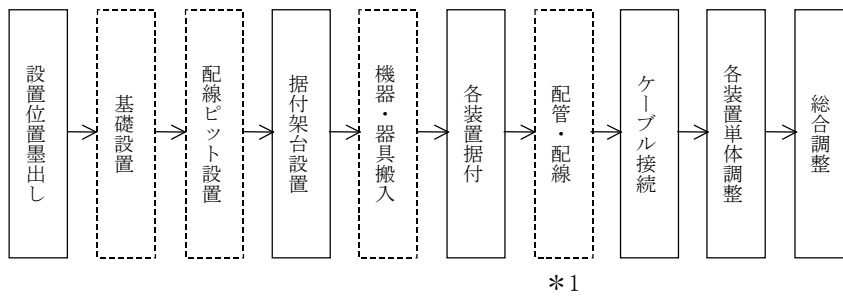 設置位置墨出し
基礎設置
配線ピット設置
据付架台設置
機器・器具搬入
各装置据付
配管・配線
ケーブル接続
各装置単体調整
総合調整
＊1